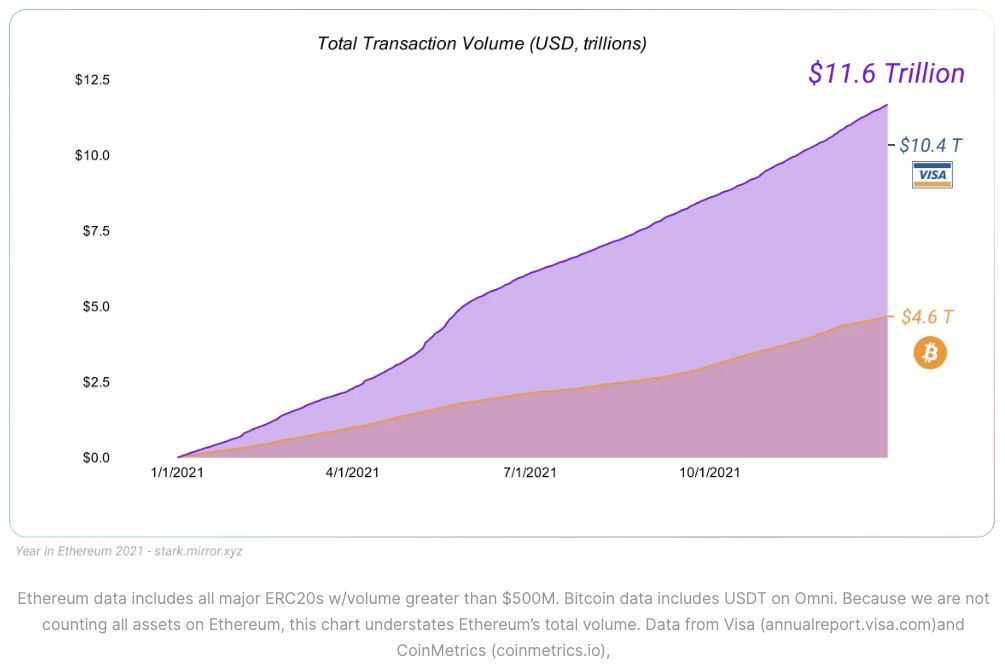 Total Transaction Volume (USD, trillions)
$11.6 Trillion
$12.5
$10.4 T
VISA
$10.0
$7.5
$5.0
$4.6 T
$2.5
$0.0
1/1/2021 4/1/2021 7/1/2021 10/1/2021
Year in Ethereum 2021 - stark.mirror.xyz
Ethereum data includes all major ERC20s w/volume greater than $500M. Bitcoin data includes USDT on Omni. Because we are not
counting all assets on Ethereum, this chart understates Ethereum’s total volume. Data from Visa (annualreport.visa.com)and
CoinMetrics (coinmetrics.io),